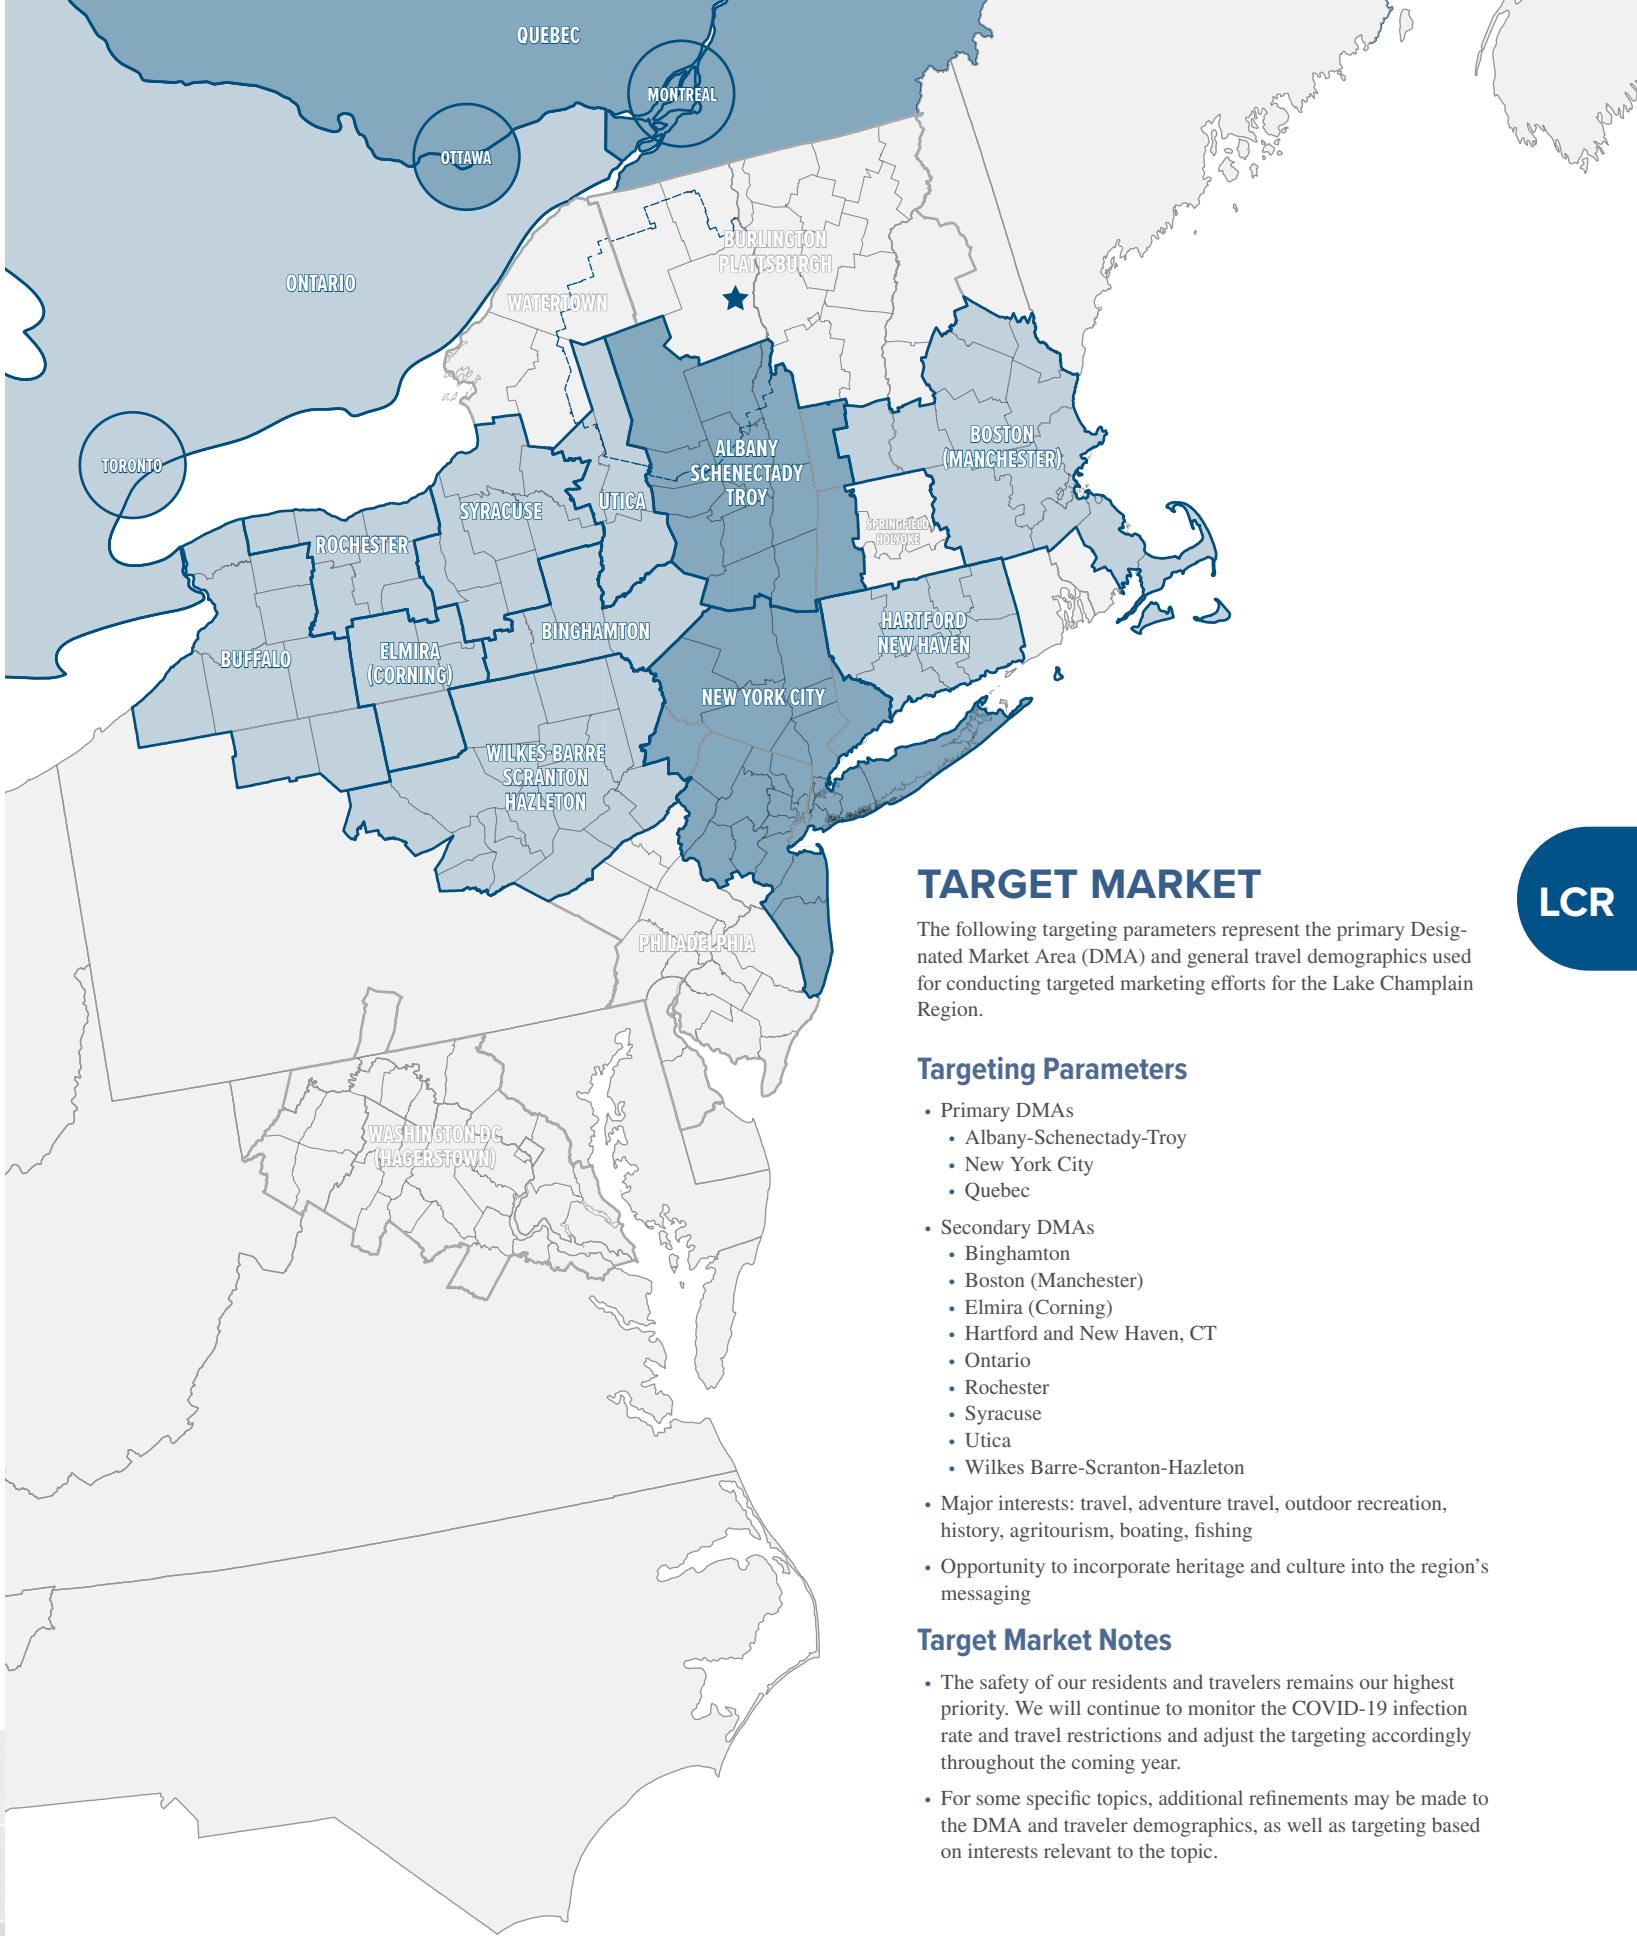 QUEBEC
MONTREAL
OTTAWA
BURLINGTON
PLATTSBURGH
ONTARIO
WATERTOWN
TORONTO
ALBANY
SCHENECTADY
TROY
BOSTON
(MANCHESTER)
SYRACUSE
UTICA
SPRINGFIELD
HOLYOKE
ROCHESTER
HARTFORD
NEW HAVEN
BINGHAMTON
BUFFALO
ELMIRA
(CORNING)
NEW YORK CITY
WILKES-BARRE
SCRANTON
HAZLETON
PHILADELPHIA
WASHINGTON DC
(HAGERSTOWN)
LCR
TARGET MARKET
The following targeting parameters represent the primary Desig-
nated Market Area (DMA) and general travel demographics used
for conducting targeted marketing efforts for the Lake Champlain
Region.
Targeting Parameters
• Primary DMAs
• Albany-Schenectady-Troy
• New York City
• Quebec
• Secondary DMAs
• Binghamton
• Boston (Manchester)
• Elmira (Corning)
• Hartford and New Haven, CT
• Ontario
• Rochester
• Syracuse
• Utica
• Wilkes Barre-Scranton-Hazleton
• Major interests: travel, adventure travel, outdoor recreation,
history, agritourism, boating, fishing
• Opportunity to incorporate heritage and culture into the region's
messaging
Target Market Notes
• The safety of our residents and travelers remains our highest
priority. We will continue to monitor the COVID-19 infection
rate and travel restrictions and adjust the targeting accordingly
throughout the coming year.
• For some specific topics, additional refinements may be made to
the DMA and traveler demographics, as well as targeting based
on interests relevant to the topic.